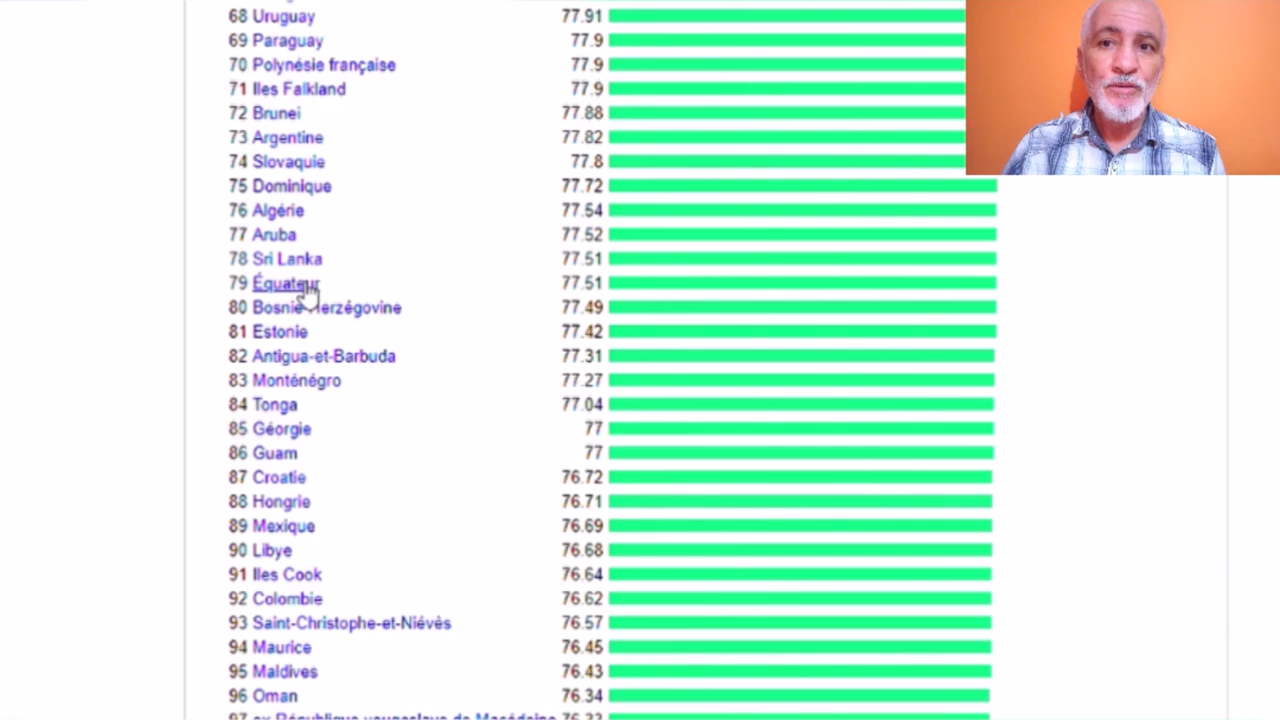 68 Uruguay 77.91
69 Paraguay 77.9
70 Polynésie française 77.9
71 Iles Falkland 77.9
72 Brunei 77.88
73 Argentine 77.82
74 Slovaquie 77.8
75 Dominique 77.72
76 Algérie 77.54
77 Aruba 77.52
78 Sri Lanka 77.51
79 Équateur 77.51
80 Bosnie-Herzégovine 77.49
81 Estonie 77.42
82 Antigua-et-Barbuda 77.31
83 Monténégro 77.27
84 Tonga 77.04
85 Géorgie 77
86 Guam 77
87 Croatie 76.72
88 Hongrie 76.71
89 Mexique 76.69
90 Libye 76.68
91 Iles Cook 76.64
92 Colombie 76.62
93 Saint-Christophe-et-Niévès 76.57
94 Maurice 76.45
95 Maldives 76.43
96 Oman 76.34
97 ex République yougoslave de Macédoine